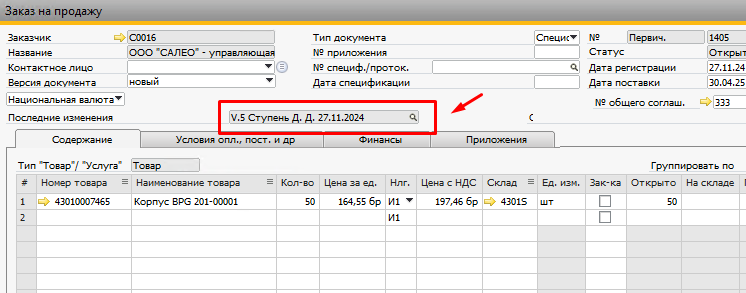 Заказ на продажу
Заказчик C0016 Тип документа Специс № Первич. 1405
Название ООО "САЛЕО" - управляющая № приложения Статус Открыт
Контактное лицо № специф./проток. Дата регистрации 27.11.24
Версия документа новый Дата спецификации Дата поставки 30.04.25
Национальная валюта № общего соглаш. 333
Последние изменения V.5 Ступень Д. Д. 27.11.2024 С
Содержание Условия опл., пост. и др Финансы Приложения
Тип "Товар"/ "Услуга" Товар Группировать по
# Номер товара Наименование товара Кол-во Цена за ед. Нлг. Цена с НДС Склад Ед. изм. Зак-ка Открыто На складе
1 43010007465 Корпус BPG 201-00001 50 164,55 бр И1 197,46 бр 4301S шт 50
2 И1